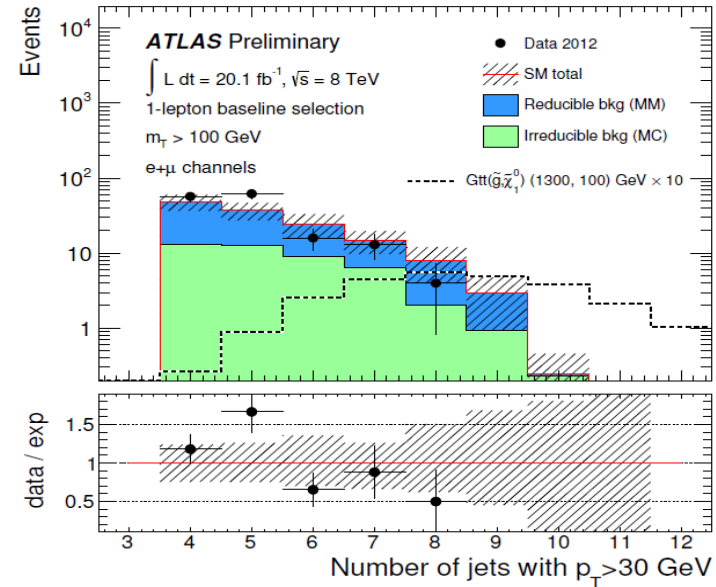 Events
10⁴
10³
10²
10
1
ATLAS Preliminary
∫ L dt = 20.1 fb⁻¹, √s = 8 TeV
1-lepton baseline selection
m_T > 100 GeV
e+μ channels
Data 2012
SM total
Reducible bkg (MM)
Irreducible bkg (MC)
Gtt(g̃,χ̃₁⁰) (1300, 100) GeV × 10
data / exp
1.5
1
0.5
3 4 5 6 7 8 9 10 11 12
Number of jets with p_T>30 GeV